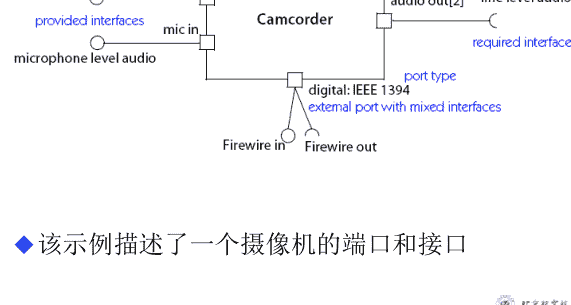 audio out[2]
line level audio
provided interfaces
mic in
Camcorder
required interface
microphone level audio
port type
digital: IEEE 1394
external port with mixed interfaces
Firewire in
Firewire out
◆该示例描述了一个摄像机的端口和接口